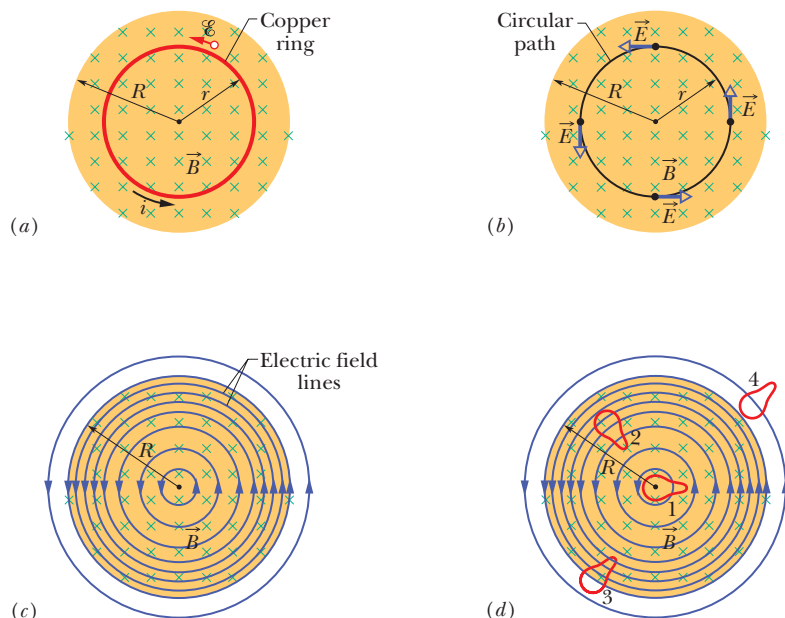 Copper
ring
ℰ
R
r
B⃗
i
(a)
Circular
path
E⃗
R
r
E⃗
E⃗
B⃗
E⃗
(b)
Electric field
lines
R
B⃗
(c)
4
2
R
1
B⃗
3
(d)